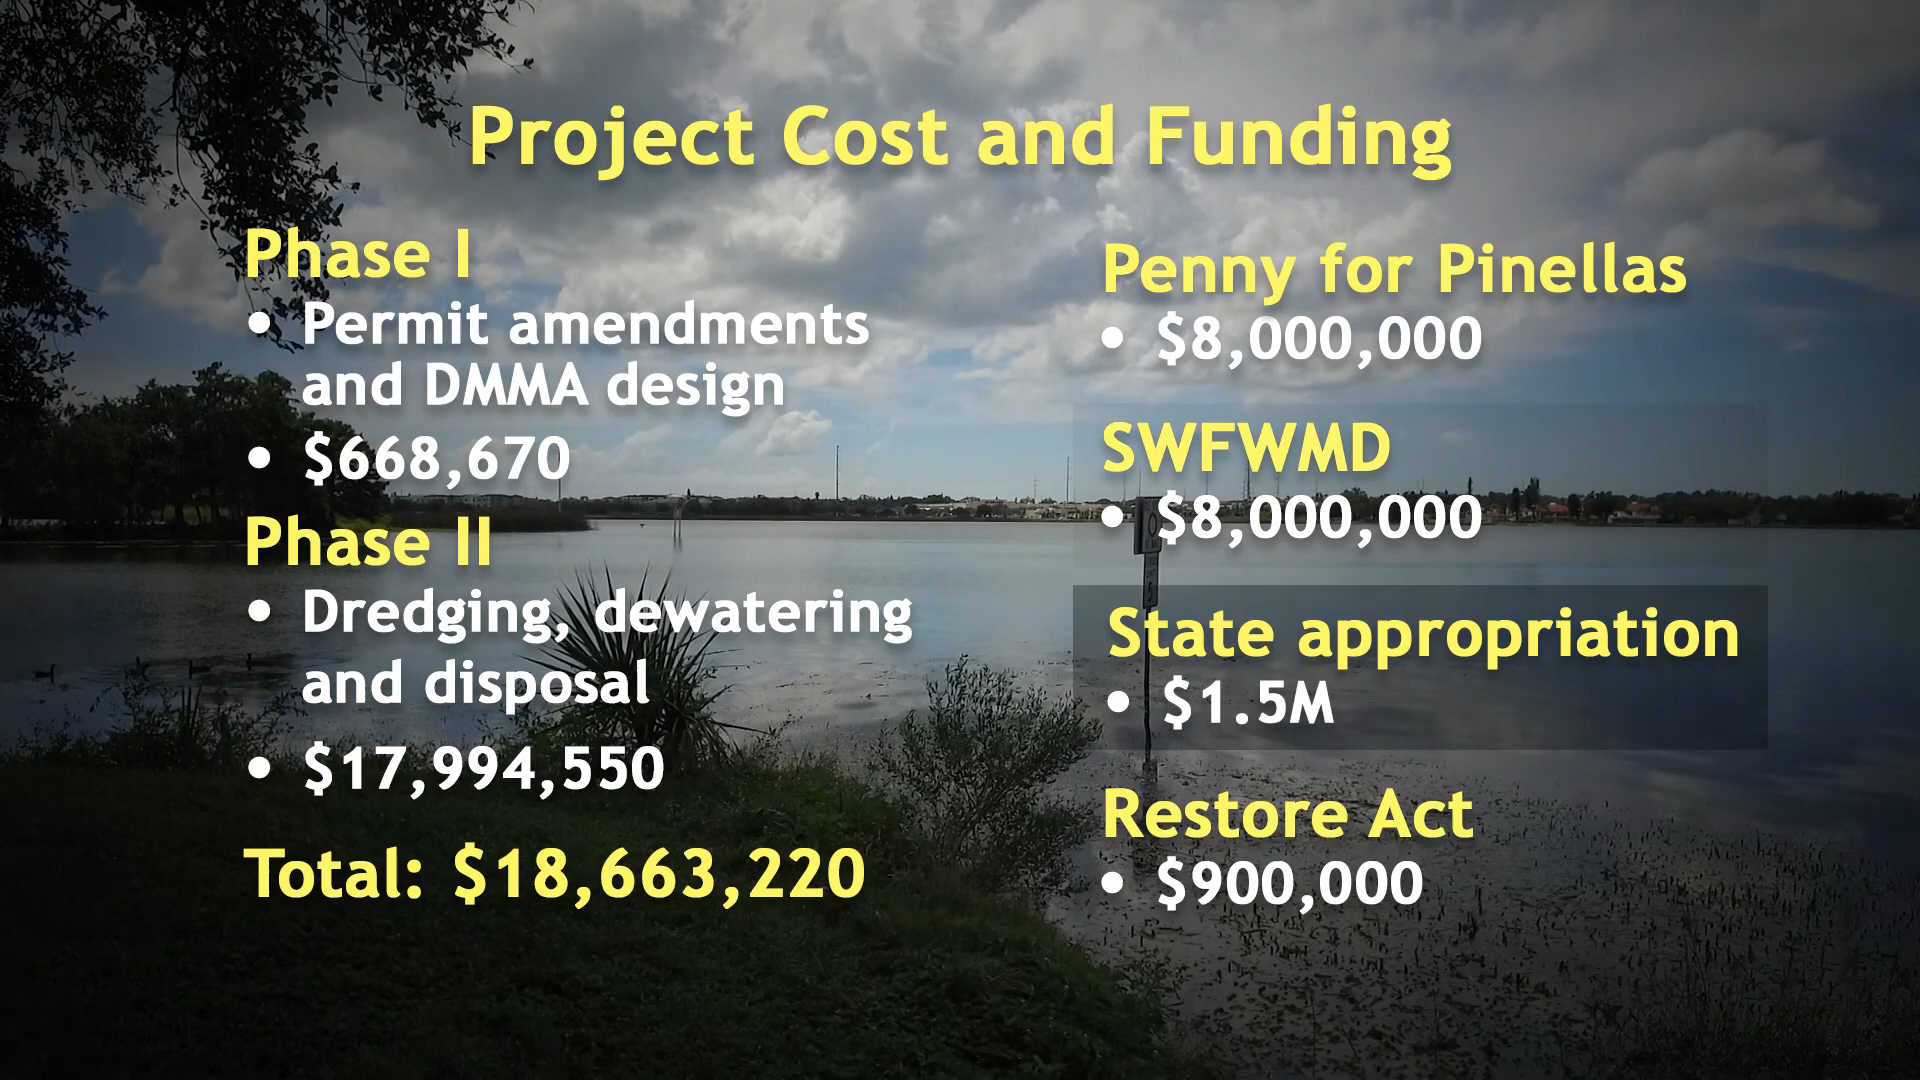 Project Cost and Funding
Phase I
• Permit amendments
and DMMA design
• $668,670
Phase II
• Dredging, dewatering
and disposal
• $17,994,550
Total: $18,663,220
Penny for Pinellas
• $8,000,000
SWFWMD
• $8,000,000
State appropriation
• $1.5M
Restore Act
• $900,000